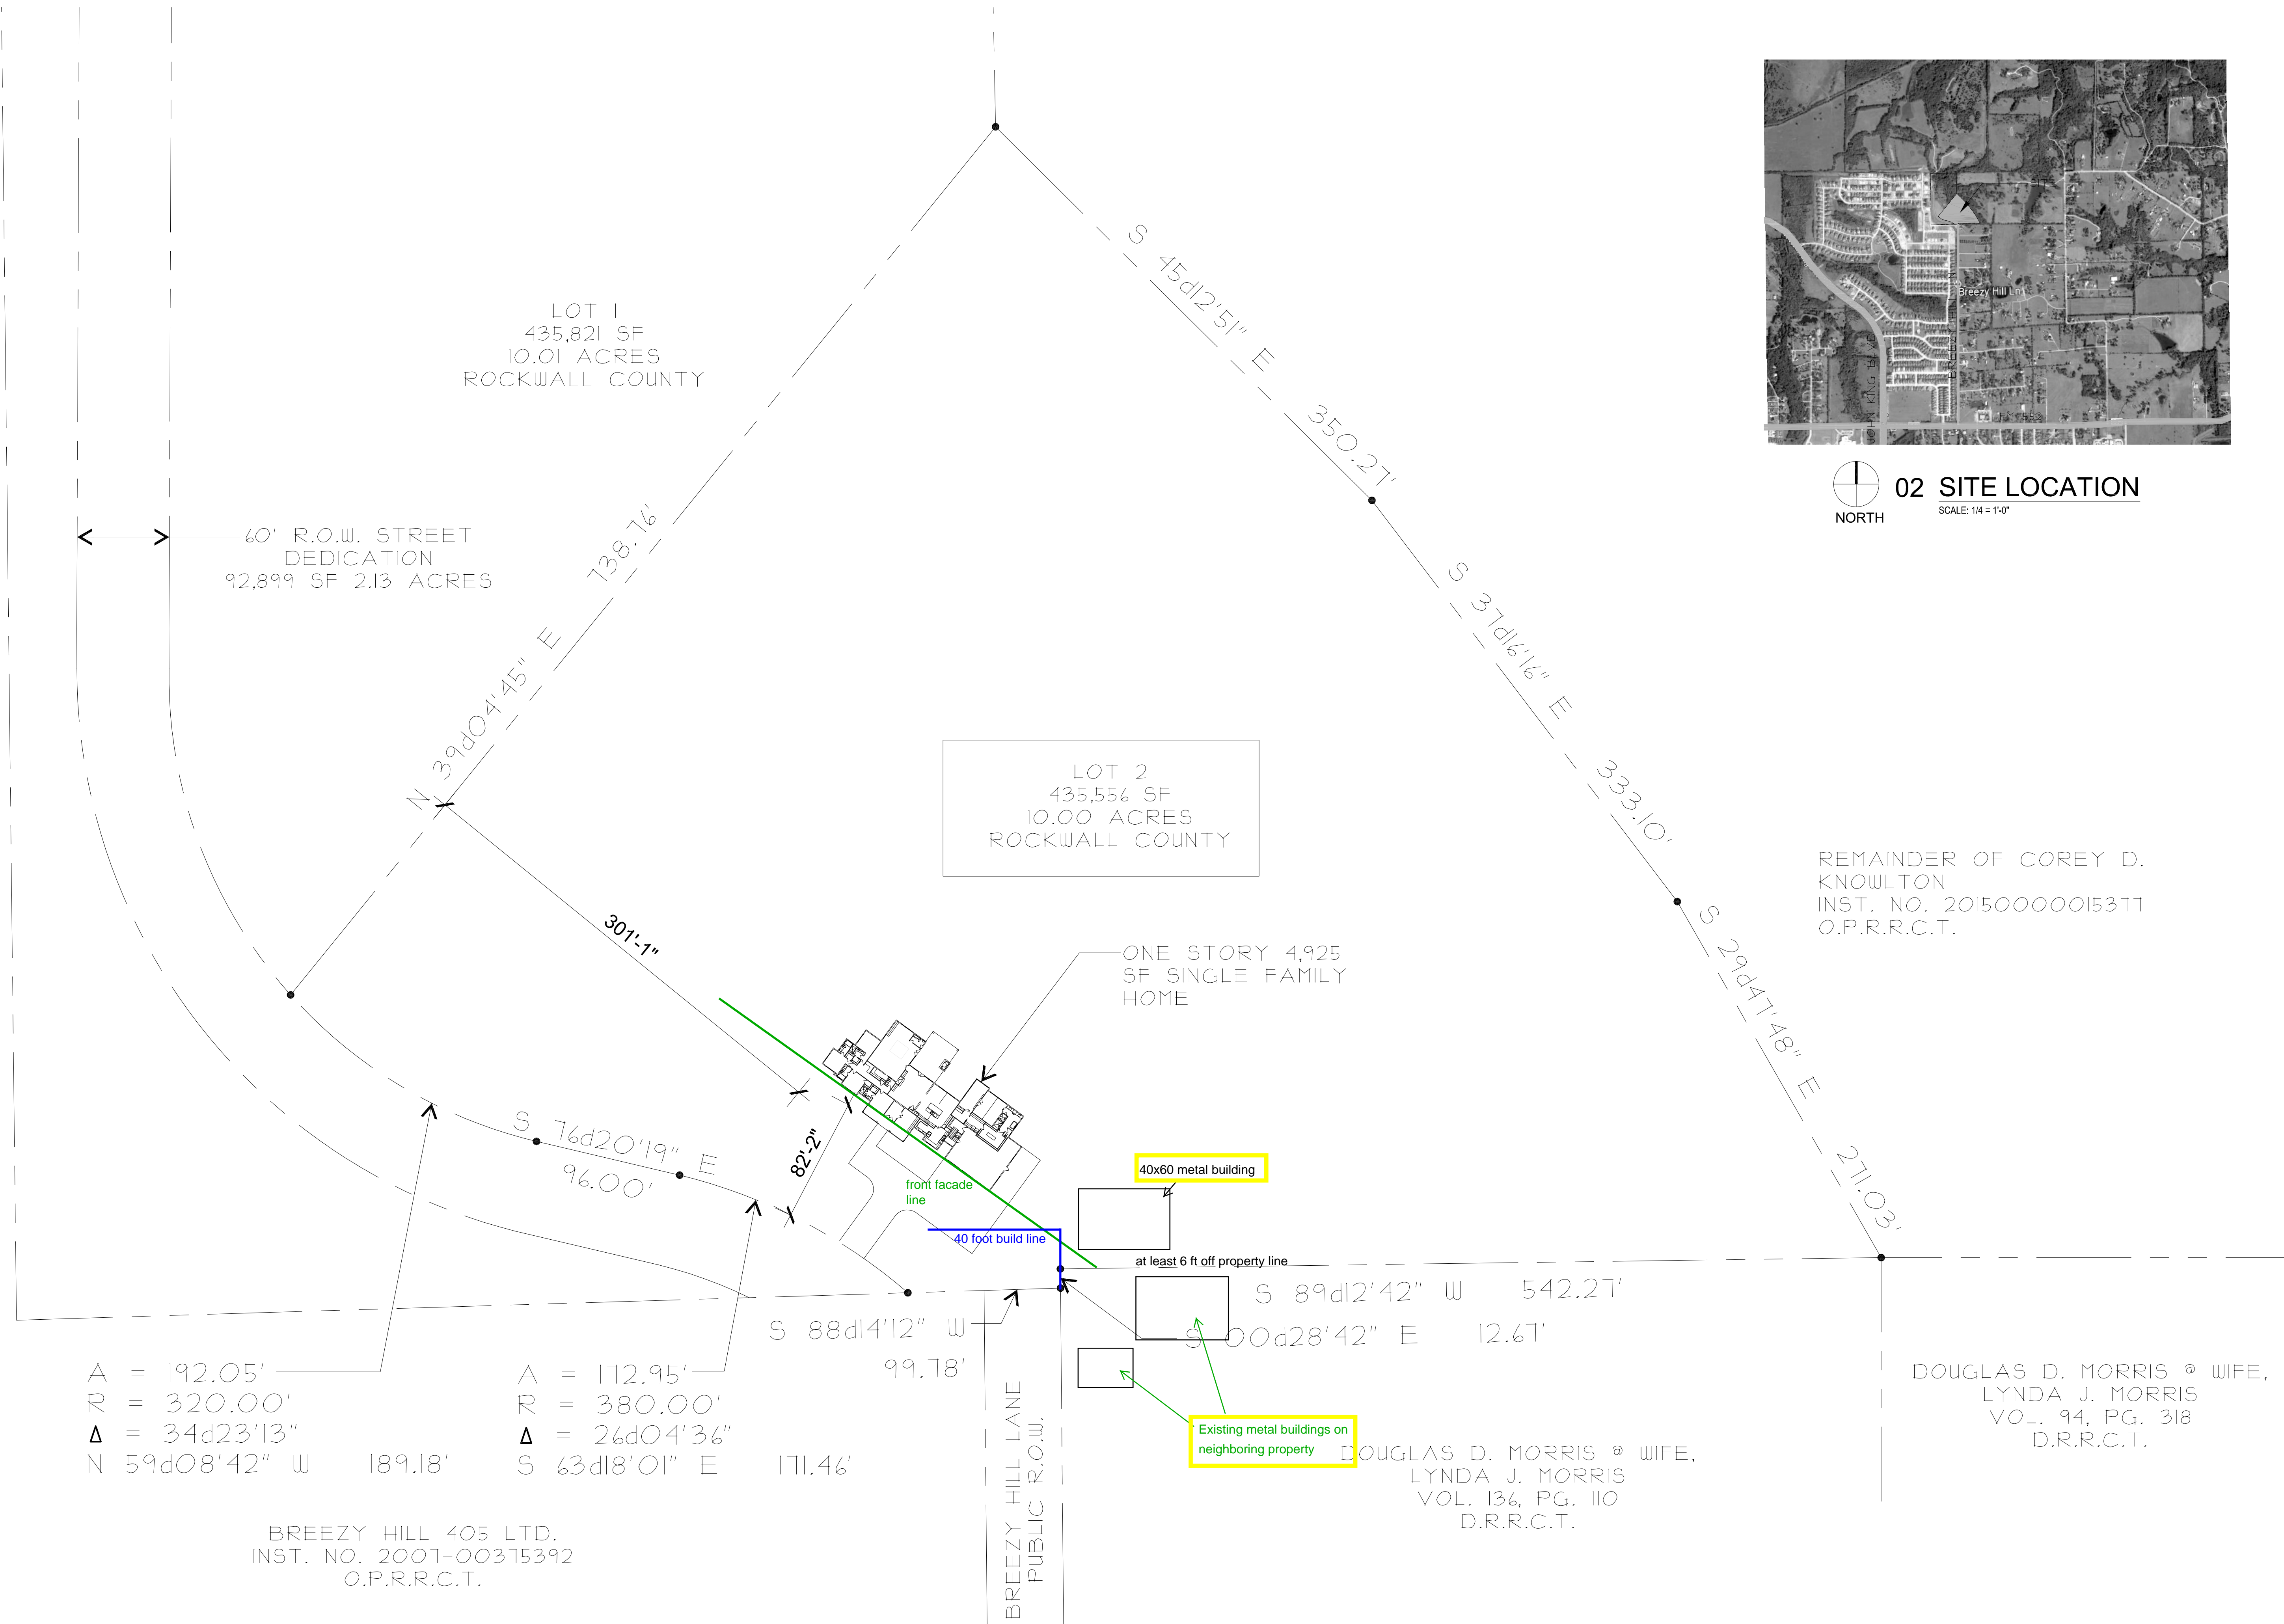 LOT 1
435,821 SF
10.01 ACRES
ROCKWALL COUNTY
S 45d12'51" E 350.27'
Breezy Hill Ln
JOHN KING BLVD
FM 552
NORTH
02 SITE LOCATION
SCALE: 1/4 = 1'-0"
60' R.O.W. STREET
DEDICATION
92,899 SF 2.13 ACRES
N 39d04'45" E 738.76'
S 37d16'16" E 333.10'
LOT 2
435,556 SF
10.00 ACRES
ROCKWALL COUNTY
REMAINDER OF COREY D.
KNOWLTON
INST. NO. 20150000015377
O.P.R.R.C.T.
S 29d47'48" E 271.03'
301'-1"
ONE STORY 4,925
SF SINGLE FAMILY
HOME
S 76d20'19" E
96.00'
82'-2"
front facade
line
40x60 metal building
40 foot build line
at least 6 ft off property line
S 89d12'42" W 542.27'
S 00d28'42" E 12.67'
S 88d14'12" W
99.78'
A = 192.05'
R = 320.00'
Δ = 34d23'13"
N 59d08'42" W 189.18'
A = 172.95'
R = 380.00'
Δ = 26d04'36"
S 63d18'01" E 171.46'
BREEZY HILL LANE
PUBLIC R.O.W.
Existing metal buildings on
neighboring property
DOUGLAS D. MORRIS @ WIFE,
LYNDA J. MORRIS
VOL. 136, PG. 110
D.R.R.C.T.
DOUGLAS D. MORRIS @ WIFE,
LYNDA J. MORRIS
VOL. 94, PG. 318
D.R.R.C.T.
BREEZY HILL 405 LTD.
INST. NO. 2007-00375392
O.P.R.R.C.T.